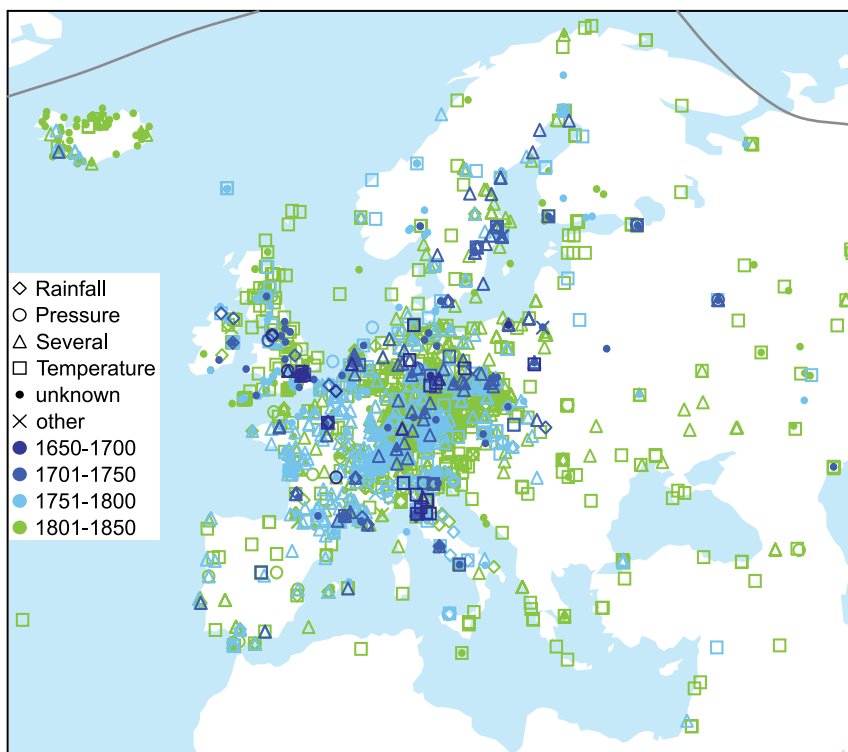 Rainfall
Pressure
Several
Temperature
unknown
other
1650-1700
1701-1750
1751-1800
1801-1850